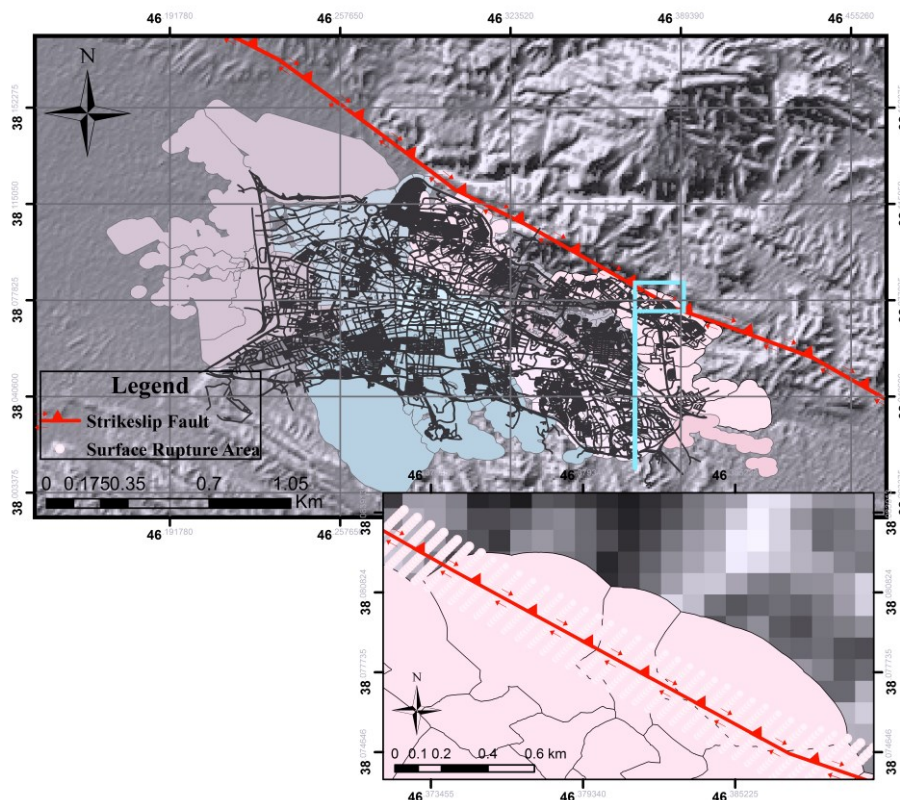 46 191780 46 257650 46 323520 46 389390 46 455260
N
38 115050
38 077825
38 040600
38 003375
Legend
Strikeslip Fault
Surface Rupture Area
0 0.1750.35 0.7 1.05
Km
46 46 46
46 191780 46 257650
38
38 080824
38 077735
38 074646
N
0 0.1 0.2 0.4 0.6 km
46 373455 46 379340 46 385225